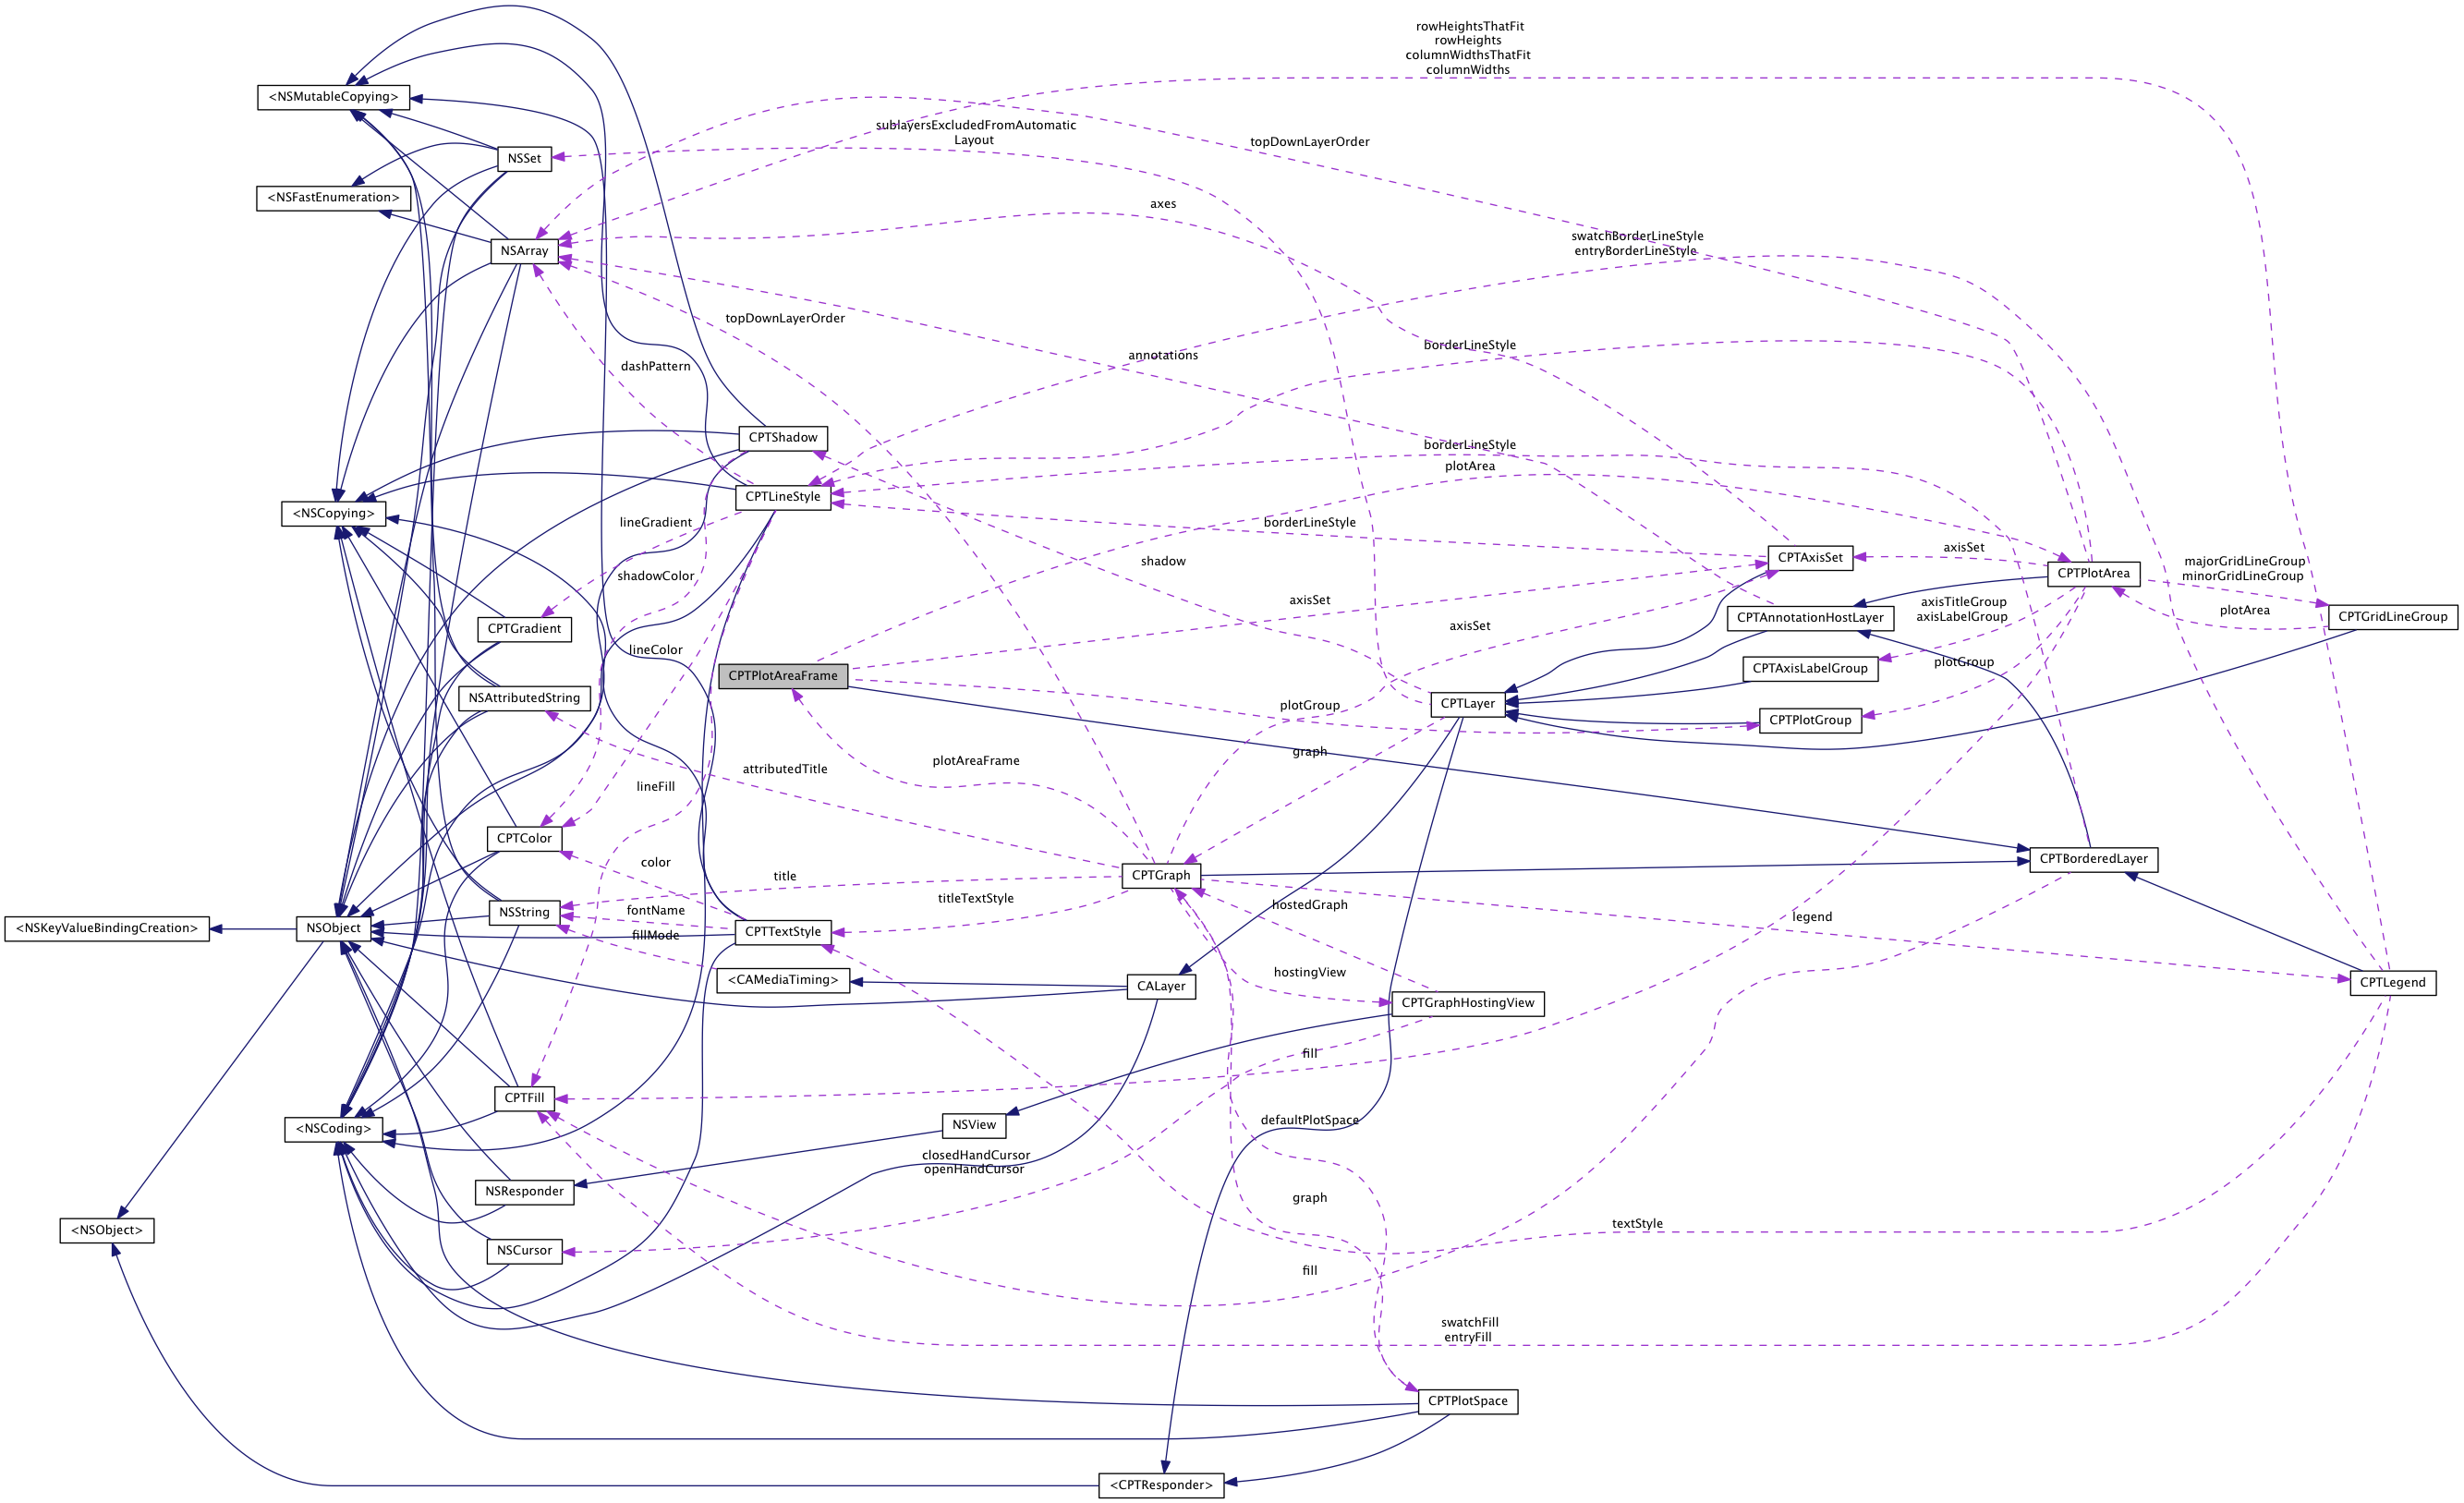 rowHeightsThatFit
rowHeights
columnWidthsThatFit
columnWidths
<NSMutableCopying>
sublayersExcludedFromAutomatic
Layout
topDownLayerOrder
NSSet
<NSFastEnumeration>
axes
swatchBorderLineStyle
entryBorderLineStyle
NSArray
topDownLayerOrder
annotations
borderLineStyle
dashPattern
CPTShadow
borderLineStyle
plotArea
CPTLineStyle
<NSCopying>
lineGradient
borderLineStyle
axisSet
CPTAxisSet
shadow
majorGridLineGroup
minorGridLineGroup
CPTPlotArea
shadowColor
axisSet
axisTitleGroup
axisLabelGroup
plotArea
CPTGridLineGroup
CPTAnnotationHostLayer
CPTGradient
axisSet
lineColor
plotGroup
CPTAxisLabelGroup
CPTPlotAreaFrame
NSAttributedString
CPTLayer
plotGroup
CPTPlotGroup
graph
plotAreaFrame
attributedTitle
lineFill
CPTColor
color
CPTBorderedLayer
title
CPTGraph
titleTextStyle
hostedGraph
legend
NSString
fontName
<NSKeyValueBindingCreation>
NSObject
CPTTextStyle
fillMode
hostingView
<CAMediaTiming>
CALayer
CPTLegend
CPTGraphHostingView
fill
CPTFill
defaultPlotSpace
<NSCoding>
NSView
closedHandCursor
openHandCursor
NSResponder
graph
textStyle
<NSObject>
NSCursor
fill
swatchFill
entryFill
CPTPlotSpace
<CPTResponder>